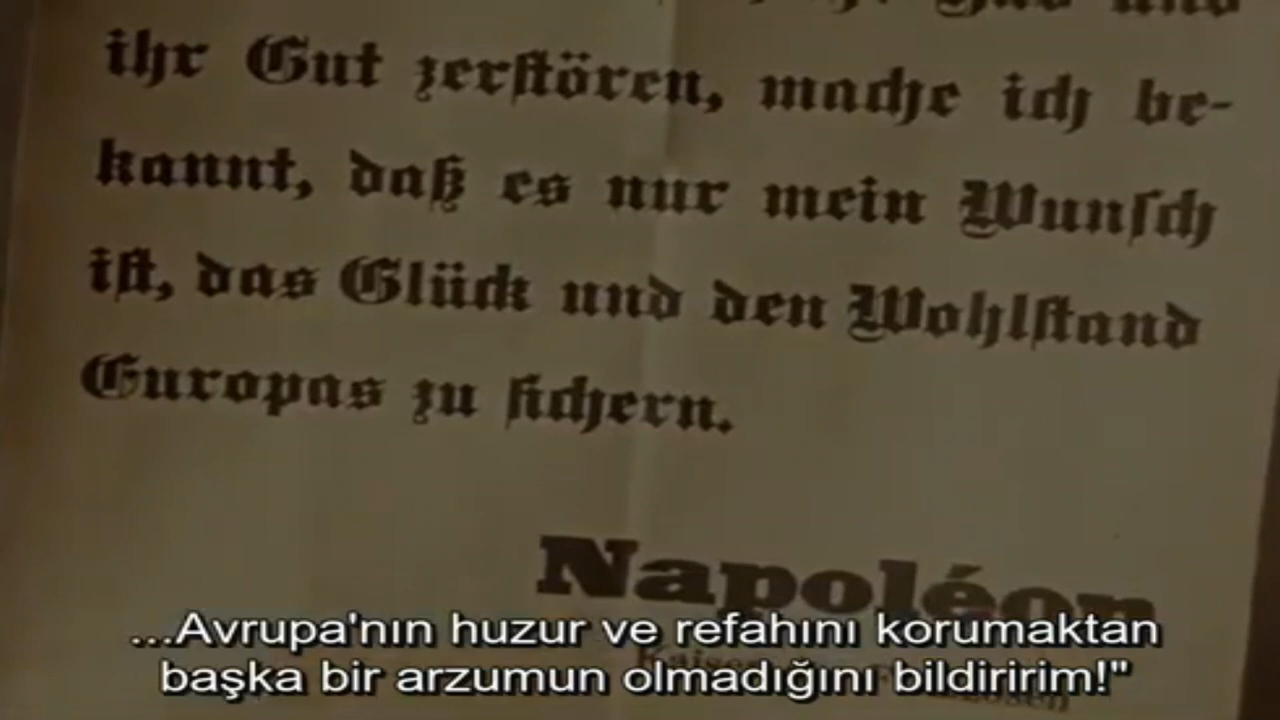 ihr Gut zerstören, mache ich be-
kannt, daß es nur mein Wunsch
ist, das Glück und den Wohlstand
Europas zu sichern.
Napoléon
...Avrupa'nın huzur ve refahını korumaktan
başka bir arzumun olmadığını bildiririm!"